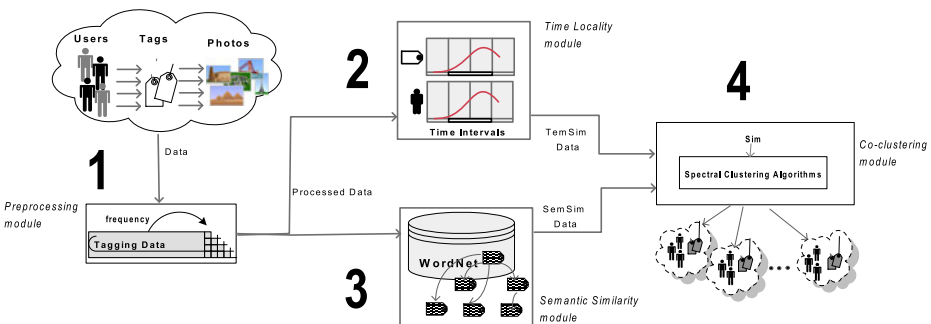 Users Tags Photos
1
Data
Preprocessing
module
frequency
Tagging Data
Processed Data
2
Time Locality
module
Time Intervals
TemSim
Data
3
WordNet
SemSim
Data
Semantic Similarity
module
4
Co-clustering
module
Sim
Spectral Clustering Algorithms